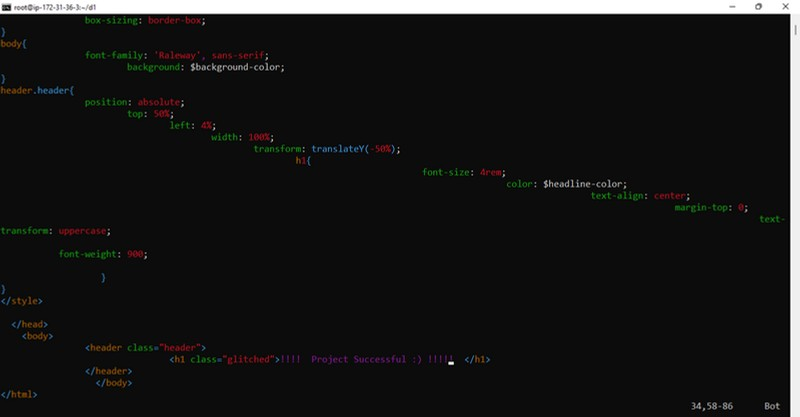 root@ip-172-31-36-3:~/d1
box-sizing: border-box;
}
body{
font-family: 'Raleway', sans-serif;
background: $background-color;
}
header.header{
position: absolute;
top: 50%;
left: 4%;
width: 100%;
transform: translateY(-50%);
h1{
font-size: 4rem;
color: $headline-color;
text-align: center;
margin-top: 0;
text-
transform: uppercase;
font-weight: 900;
}
}
</style>
</head>
<body>
<header class="header">
<h1 class="glitched">!!!! Project Successful :) !!!!! </h1>
</header>
</body>
</html>
34,58-86 Bot